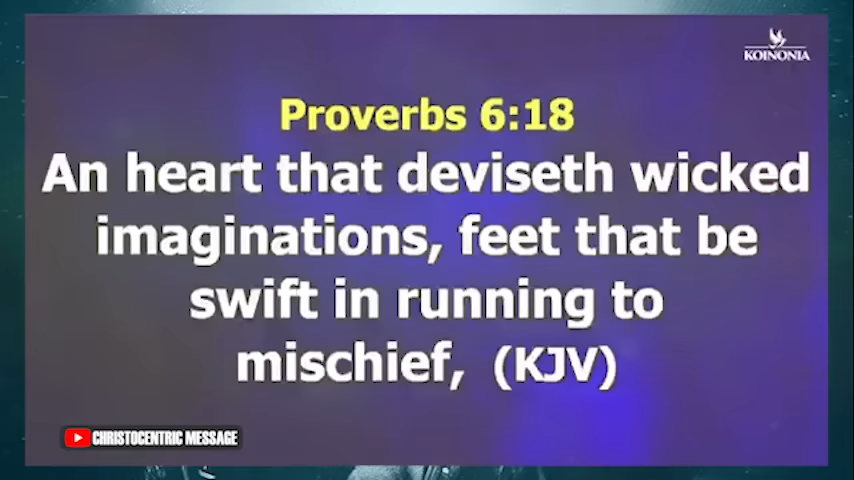 KOINONIA
Proverbs 6:18
An heart that deviseth wicked
imaginations, feet that be
swift in running to
mischief, (KJV)
CHRISTOCENTRIC MESSAGE